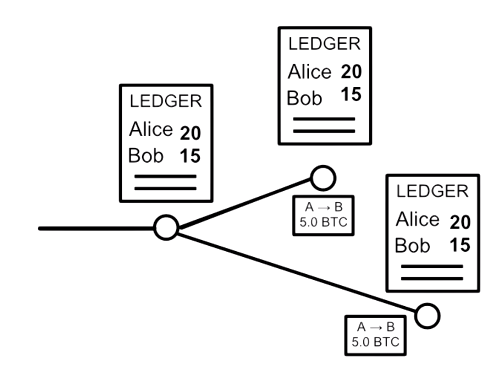 LEDGER
Alice 20
Bob 15
LEDGER
Alice 20
Bob 15
A → B
5.0 BTC
LEDGER
Alice 20
Bob 15
A → B
5.0 BTC